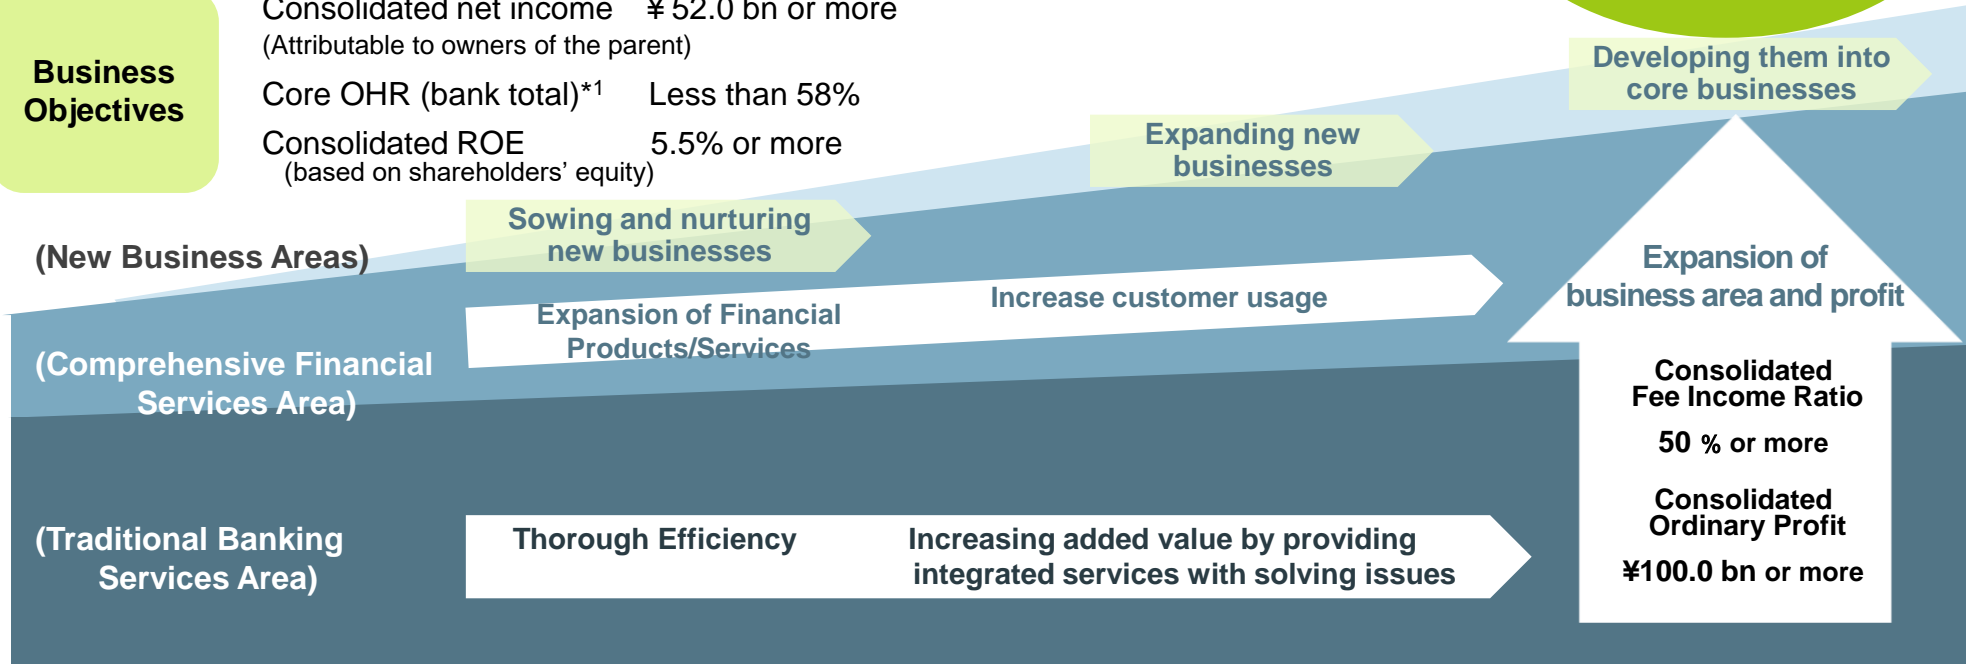 Consolidated net income ¥ 52.0 bn or more
(Attributable to owners of the parent)
Business
Objectives
Core OHR (bank total)*1 Less than 58%
Consolidated ROE 5.5% or more
(based on shareholders’ equity)
Developing them into
core businesses
Expanding new
businesses
Sowing and nurturing
new businesses
(New Business Areas)
Expansion of Financial
Products/Services
Increase customer usage
Expansion of
business area and profit
(Comprehensive Financial
Services Area)
Consolidated
Fee Income Ratio
50 % or more
Consolidated
Ordinary Profit
¥100.0 bn or more
(Traditional Banking
Services Area)
Thorough Efficiency
Increasing added value by providing
integrated services with solving issues